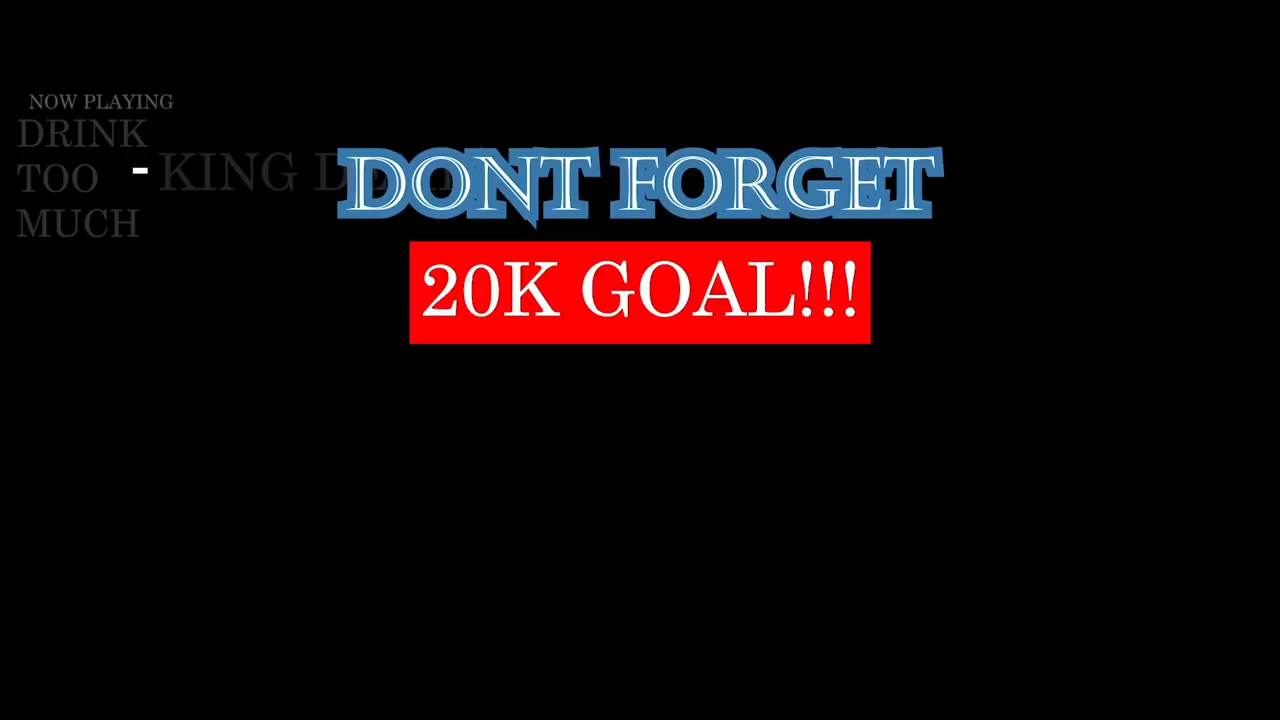 NOW PLAYING
DRINK
TOO
MUCH
- KING
DONT FORGET
20K GOAL!!!